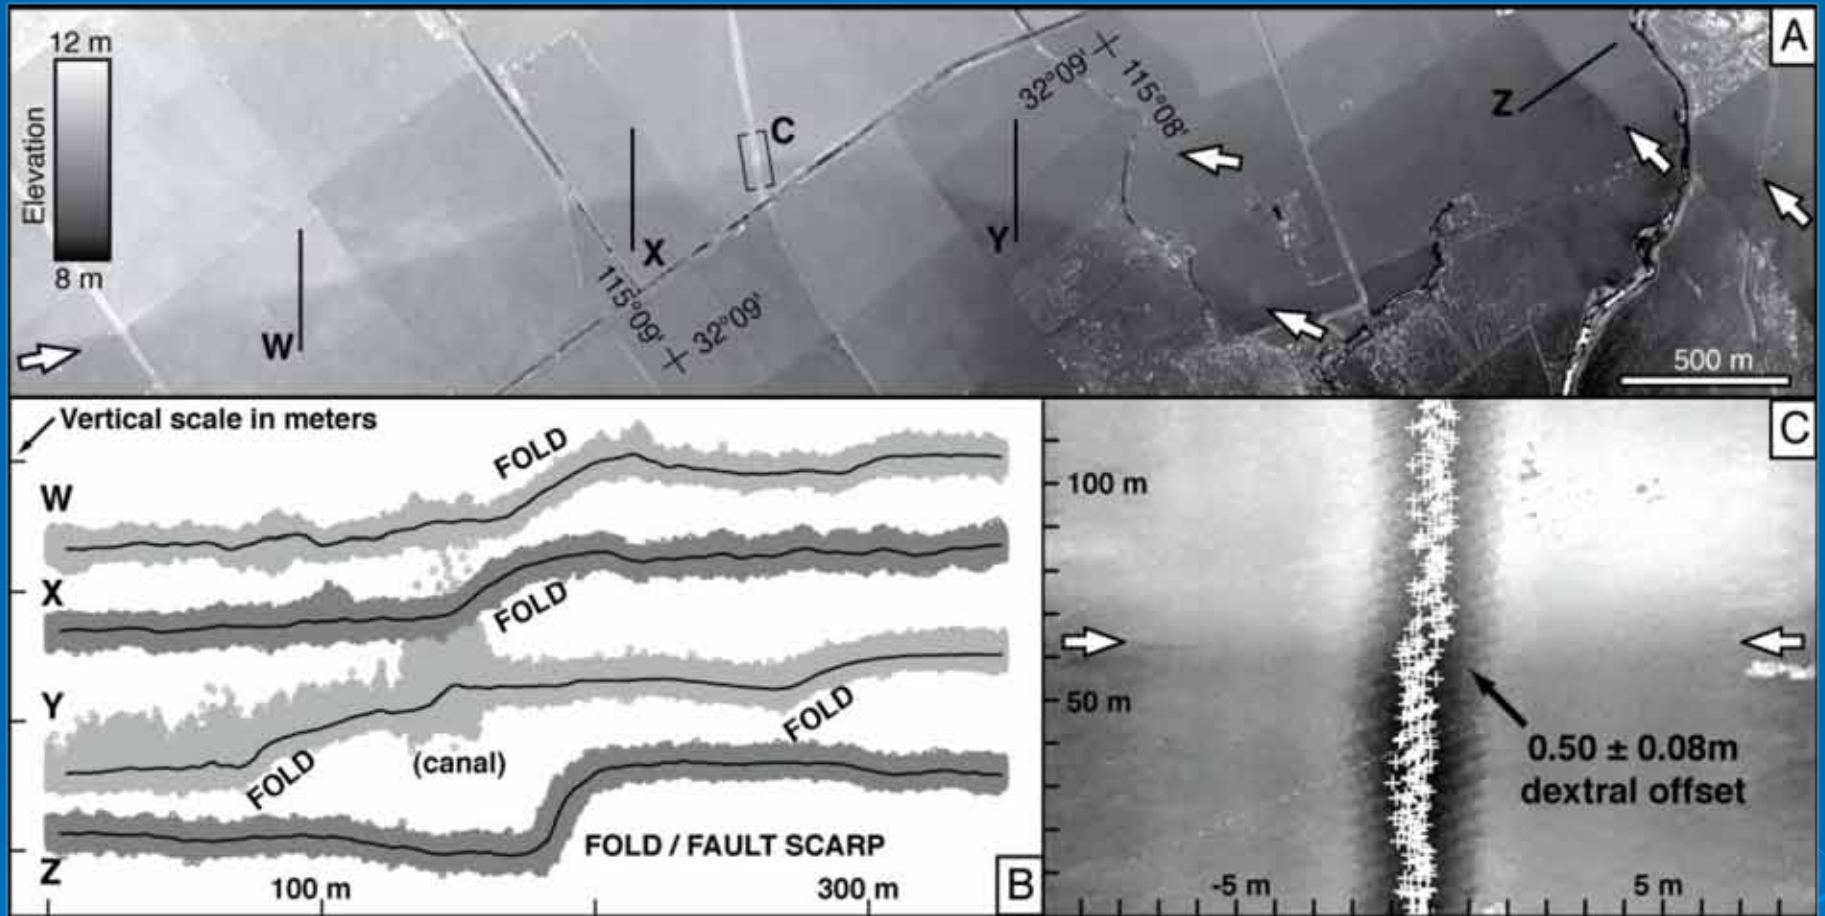 A
12 m
Elevation
8 m
W
X
C
Y
Z
32°09'
115°08'
115°09'
32°09'
500 m
Vertical scale in meters
W
FOLD
X
FOLD
Y
FOLD
(canal)
FOLD
FOLD / FAULT SCARP
Z
100 m
300 m
B
C
100 m
50 m
0.50 ± 0.08m
dextral offset
-5 m
5 m